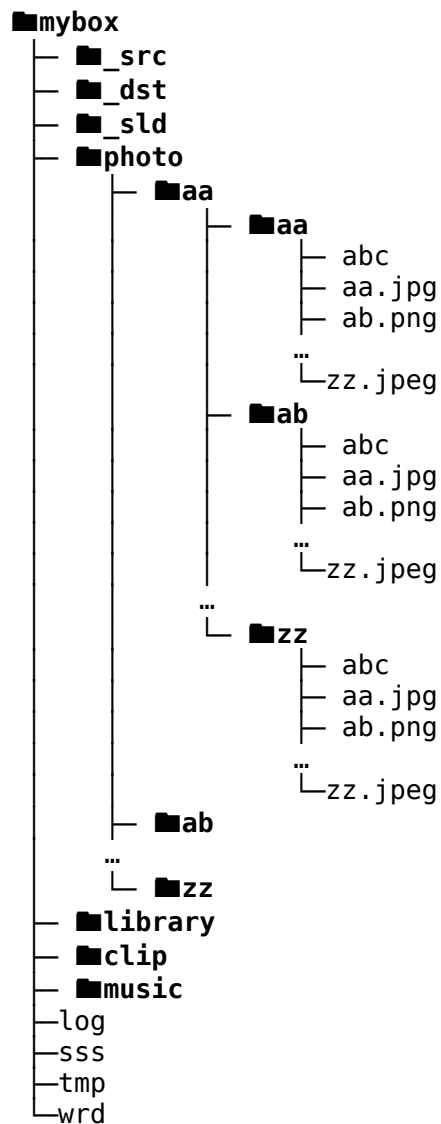 mybox
_src
_dst
_sld
photo
aa
aa
abc
aa.jpg
ab.png
…
zz.jpeg
ab
abc
aa.jpg
ab.png
…
zz.jpeg
…
zz
abc
aa.jpg
ab.png
…
zz.jpeg
ab
…
zz
library
clip
music
log
sss
tmp
wrd